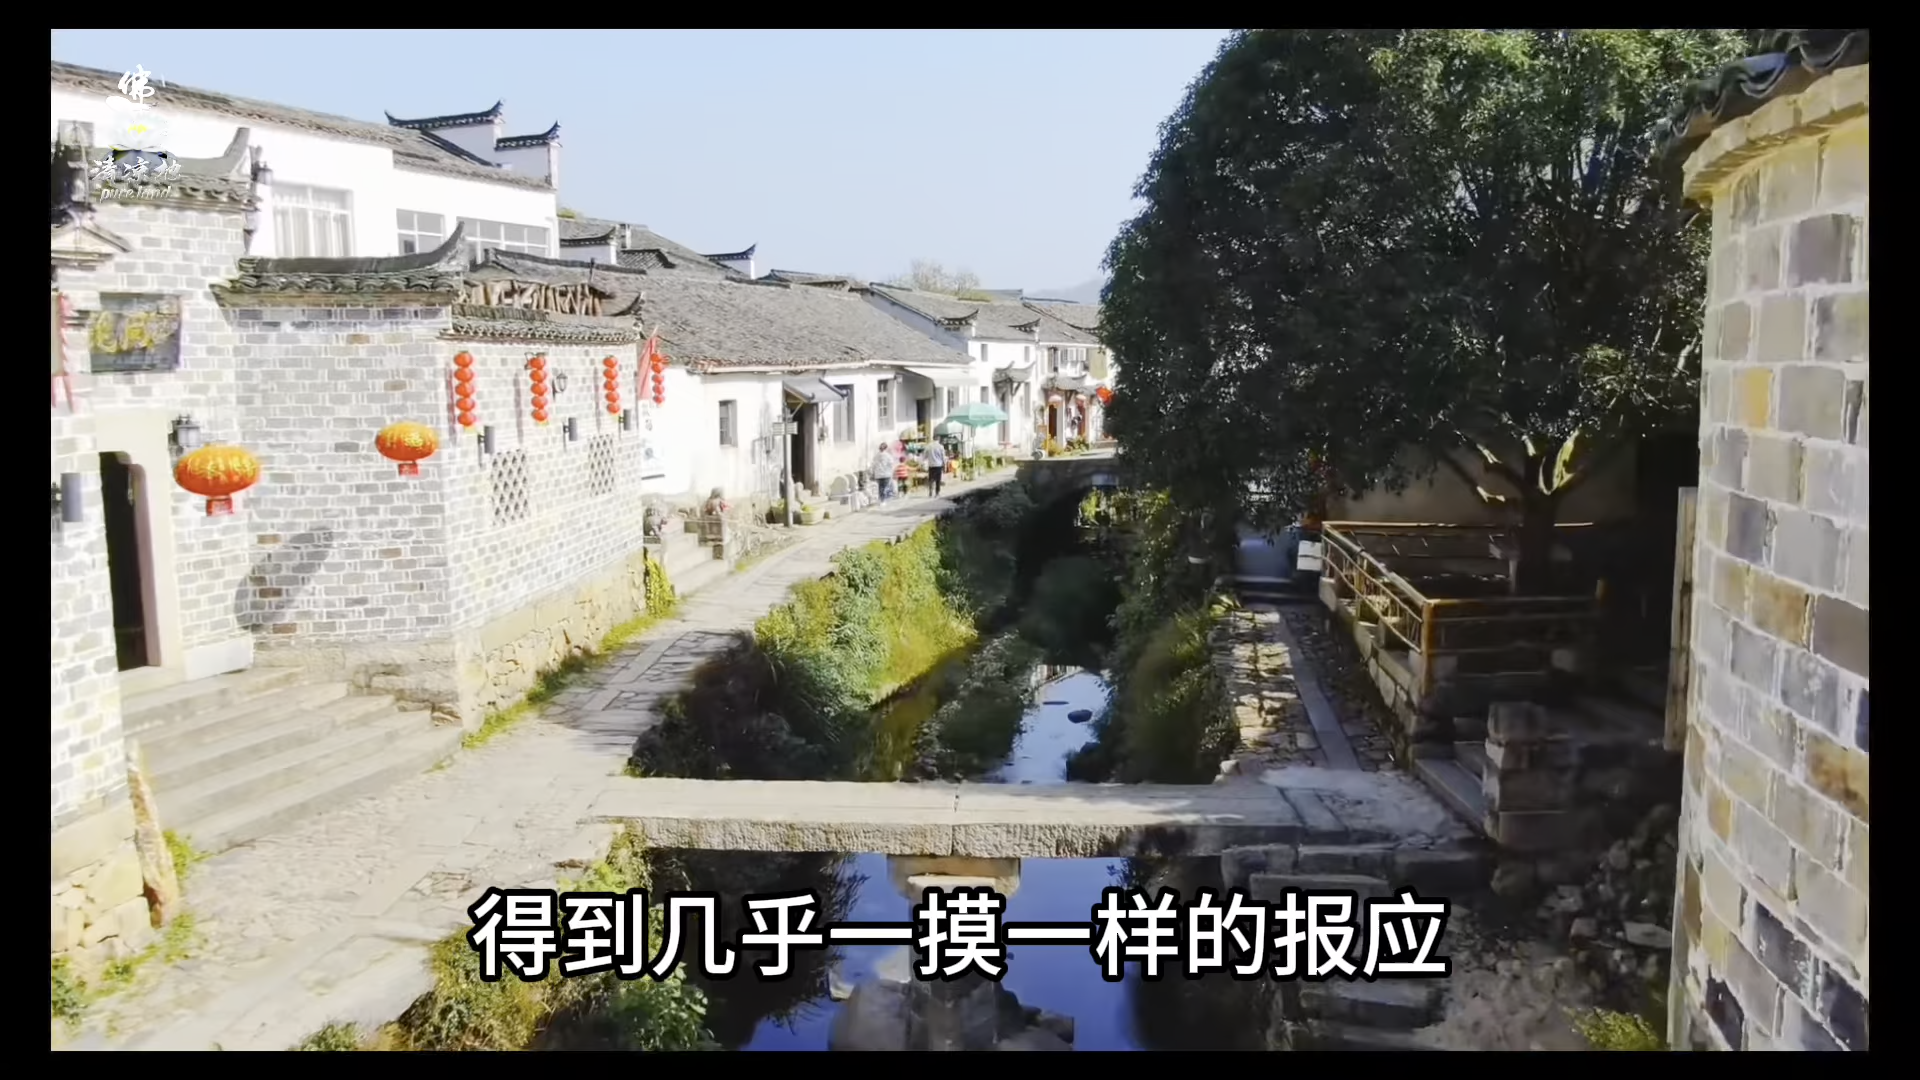 佛
清凉地
pure land
得到几乎一摸一样的报应